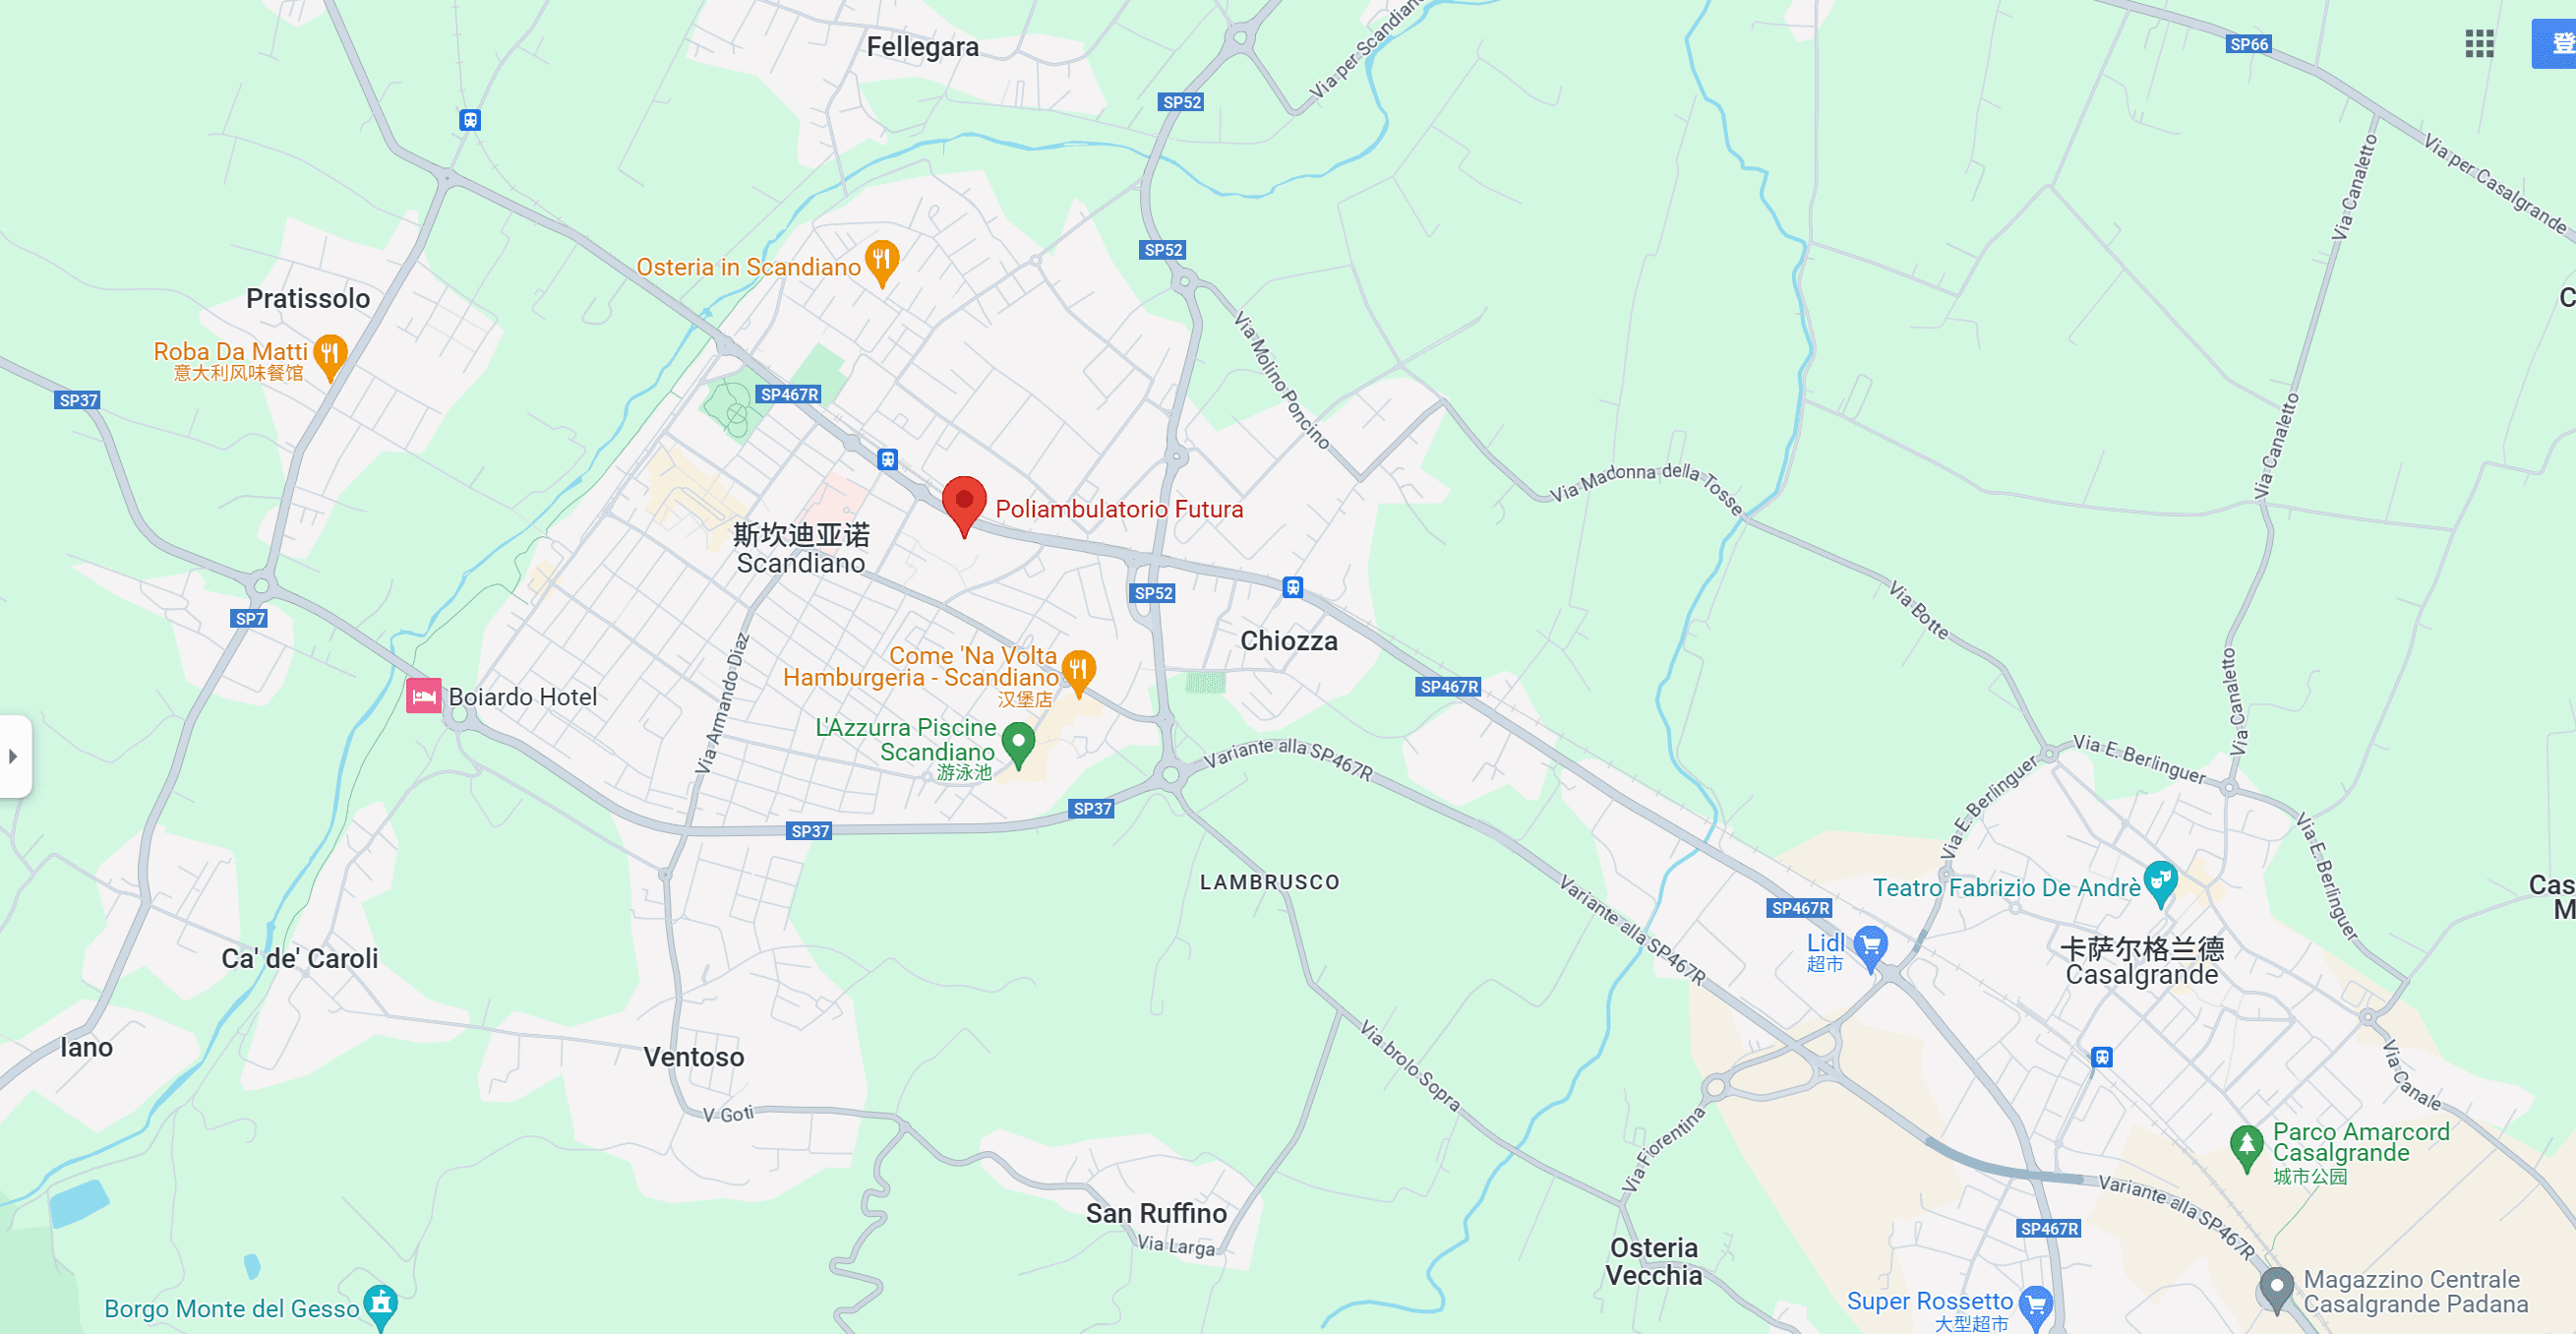 Fellegara
Via per Scandiano
SP66
登
SP52
Via per Casalgrande
Via Canaletto
SP52
Osteria in Scandiano
Pratissolo
Roba Da Matti
意大利风味餐馆
SP37
SP467R
Via Molino Poncino
Via Canaletto
Via Madonna della Tosse
Poliambulatorio Futura
斯坎迪亚诺
Scandiano
SP52
SP7
Via Botte
Chiozza
Come 'Na Volta
Hamburgeria - Scandiano
汉堡店
SP467R
Boiardo Hotel
Via Armando Diaz
L'Azzurra Piscine
Scandiano
游泳池
Variante alla SP467R
Via Canaletto
Via E. Berlinguer
Via E. Berlinguer
Via E. Berlinguer
SP37
SP37
LAMBRUSCO
Variante alla SP467R
Teatro Fabrizio De Andrè
SP467R
Lidl
超市
卡萨尔格兰德
Casalgrande
Cas
M
C
Ca' de' Caroli
Iano
Ventoso
V Goti
Via brolo Sopra
Via Canale
Via Fiorentina
Parco Amarcord
Casalgrande
城市公园
San Ruffino
Via Larga
Variante alla SP467R
SP467R
Osteria
Vecchia
Borgo Monte del Gesso
Super Rossetto
大型超市
Magazzino Centrale
Casalgrande Padana